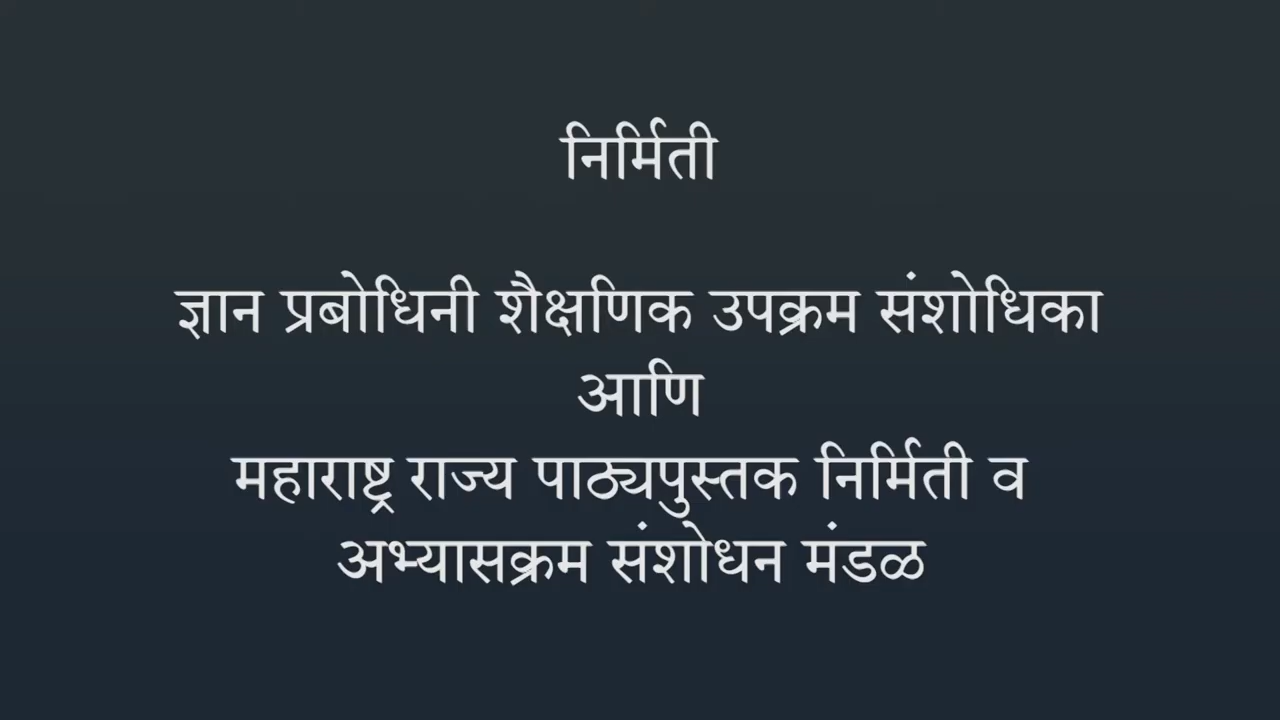 निर्मिती
ज्ञान प्रबोधिनी शैक्षणिक उपक्रम संशोधिका
आणि
महाराष्ट्र राज्य पाठ्यपुस्तक निर्मिती व
अभ्यासक्रम संशोधन मंडळ